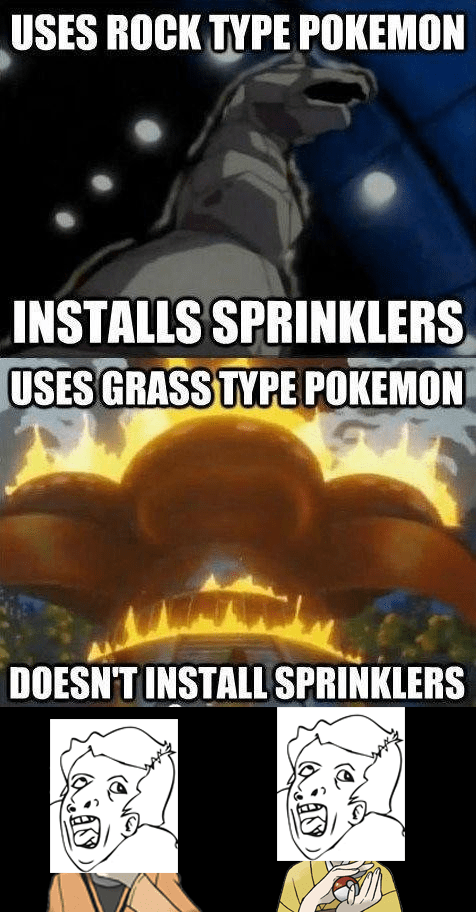 USES ROCK TYPE POKEMON
INSTALLS SPRINKLERS
USES GRASS TYPE POKEMON
DOESN'T INSTALL SPRINKLERS